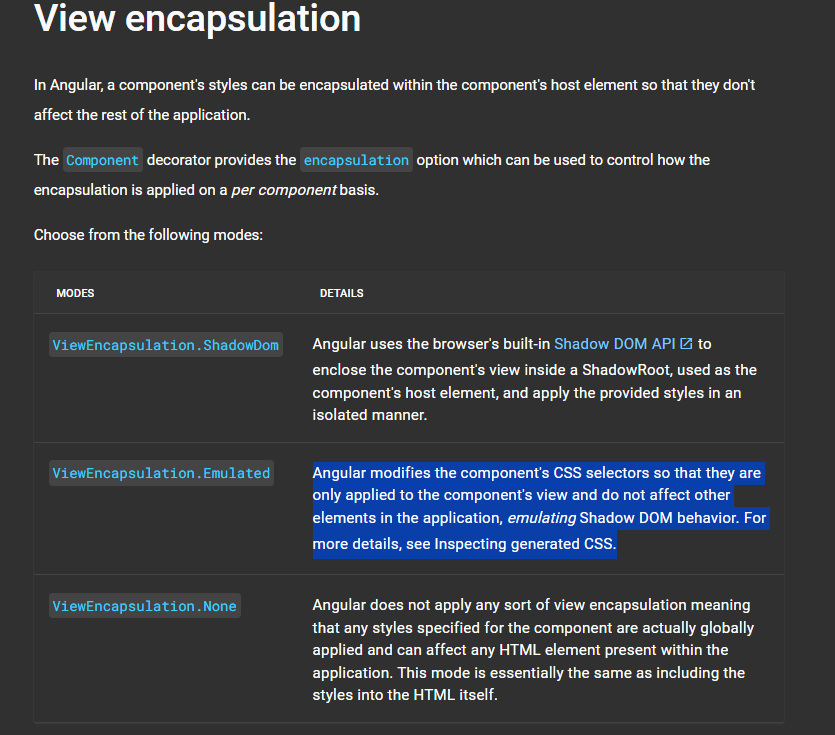 View encapsulation
In Angular, a component's styles can be encapsulated within the component's host element so that they don't
affect the rest of the application.
The Component decorator provides the encapsulation option which can be used to control how the
encapsulation is applied on a per component basis.
Choose from the following modes:
MODES DETAILS
ViewEncapsulation.ShadowDom
Angular uses the browser's built-in Shadow DOM API to
enclose the component's view inside a ShadowRoot, used as the
component's host element, and apply the provided styles in an
isolated manner.
ViewEncapsulation.Emulated
Angular modifies the component's CSS selectors so that they are
only applied to the component's view and do not affect other
elements in the application, emulating Shadow DOM behavior. For
more details, see Inspecting generated CSS.
ViewEncapsulation.None
Angular does not apply any sort of view encapsulation meaning
that any styles specified for the component are actually globally
applied and can affect any HTML element present within the
application. This mode is essentially the same as including the
styles into the HTML itself.